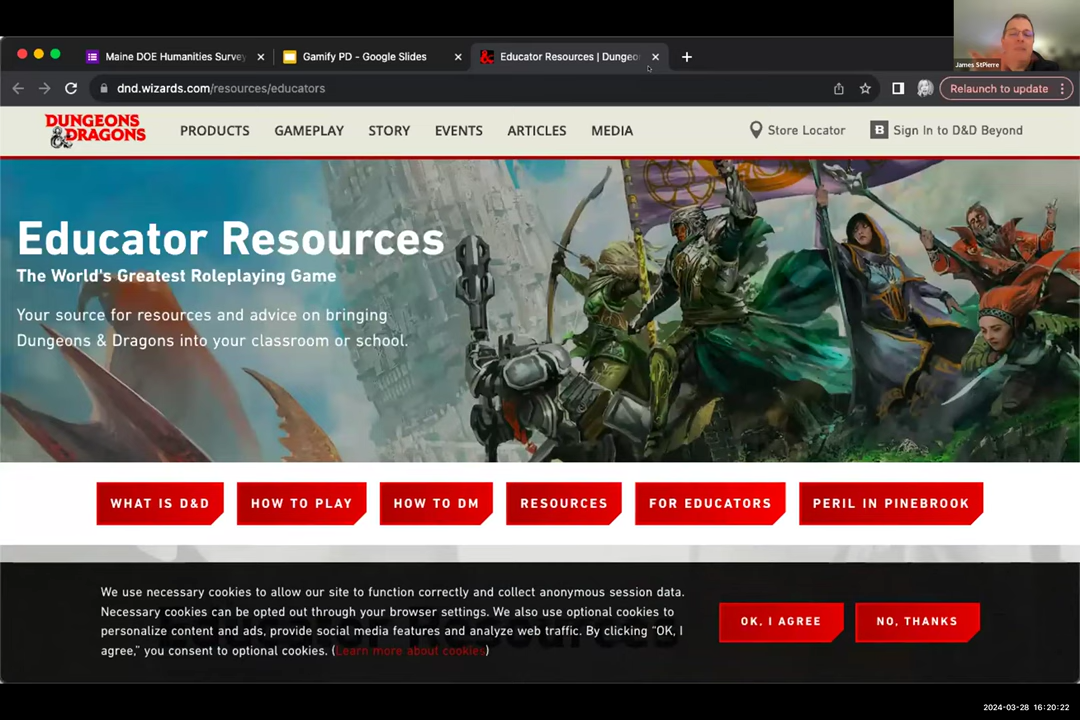 James StPierre
Maine DOE Humanities Survey
Gamify PD - Google Slides
Educator Resources | Dungeo
dnd.wizards.com/resources/educators
Relaunch to update
DUNGEONS
& DRAGONS
PRODUCTS
GAMEPLAY
STORY
EVENTS
ARTICLES
MEDIA
Store Locator
B
Sign In to D&D Beyond
Educator Resources
The World's Greatest Roleplaying Game
Your source for resources and advice on bringing
Dungeons & Dragons into your classroom or school.
WHAT IS D&D
HOW TO PLAY
HOW TO DM
RESOURCES
FOR EDUCATORS
PERIL IN PINEBROOK
We use necessary cookies to allow our site to function correctly and collect anonymous session data.
Necessary cookies can be opted out through your browser settings. We also use optional cookies to
personalize content and ads, provide social media features and analyze web traffic. By clicking "OK, I
agree," you consent to optional cookies. (Learn more about cookies)
OK, I AGREE
NO, THANKS
2024-03-28 16:20:22